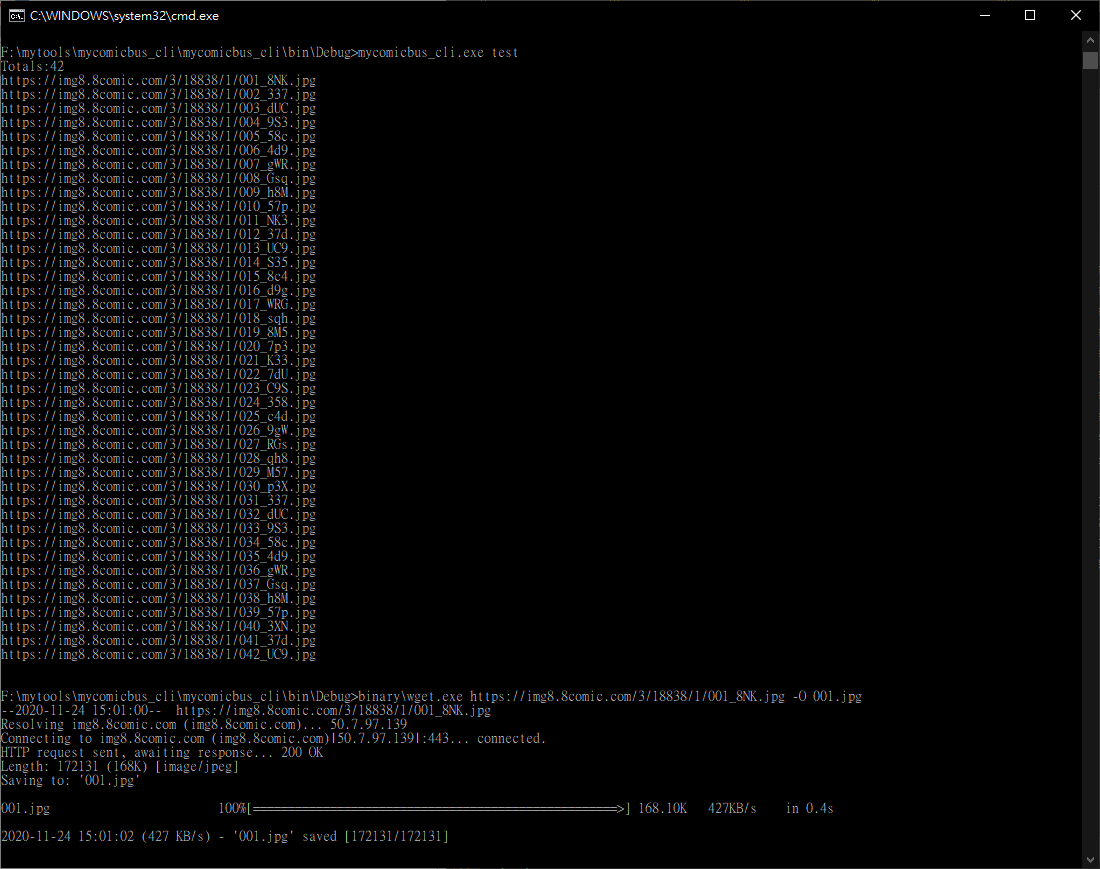 C:\WINDOWS\system32\cmd.exe
F:\mytools\mycomicbus_cli\mycomicbus_cli\bin\Debug>mycomicbus_cli.exe test
Totals:42
https://img8.8comic.com/3/18838/1/001_8NK.jpg
https://img8.8comic.com/3/18838/1/002_337.jpg
https://img8.8comic.com/3/18838/1/003_dUC.jpg
https://img8.8comic.com/3/18838/1/004_9S3.jpg
https://img8.8comic.com/3/18838/1/005_58c.jpg
https://img8.8comic.com/3/18838/1/006_4d9.jpg
https://img8.8comic.com/3/18838/1/007_gWR.jpg
https://img8.8comic.com/3/18838/1/008_Gsq.jpg
https://img8.8comic.com/3/18838/1/009_h8M.jpg
https://img8.8comic.com/3/18838/1/010_57p.jpg
https://img8.8comic.com/3/18838/1/011_NK3.jpg
https://img8.8comic.com/3/18838/1/012_37d.jpg
https://img8.8comic.com/3/18838/1/013_UC9.jpg
https://img8.8comic.com/3/18838/1/014_S35.jpg
https://img8.8comic.com/3/18838/1/015_8c4.jpg
https://img8.8comic.com/3/18838/1/016_d9g.jpg
https://img8.8comic.com/3/18838/1/017_WRG.jpg
https://img8.8comic.com/3/18838/1/018_sqh.jpg
https://img8.8comic.com/3/18838/1/019_8M5.jpg
https://img8.8comic.com/3/18838/1/020_7p3.jpg
https://img8.8comic.com/3/18838/1/021_K33.jpg
https://img8.8comic.com/3/18838/1/022_7dU.jpg
https://img8.8comic.com/3/18838/1/023_C9S.jpg
https://img8.8comic.com/3/18838/1/024_358.jpg
https://img8.8comic.com/3/18838/1/025_c4d.jpg
https://img8.8comic.com/3/18838/1/026_9gW.jpg
https://img8.8comic.com/3/18838/1/027_RGs.jpg
https://img8.8comic.com/3/18838/1/028_qh8.jpg
https://img8.8comic.com/3/18838/1/029_M57.jpg
https://img8.8comic.com/3/18838/1/030_p3X.jpg
https://img8.8comic.com/3/18838/1/031_337.jpg
https://img8.8comic.com/3/18838/1/032_dUC.jpg
https://img8.8comic.com/3/18838/1/033_9S3.jpg
https://img8.8comic.com/3/18838/1/034_58c.jpg
https://img8.8comic.com/3/18838/1/035_4d9.jpg
https://img8.8comic.com/3/18838/1/036_gWR.jpg
https://img8.8comic.com/3/18838/1/037_Gsq.jpg
https://img8.8comic.com/3/18838/1/038_h8M.jpg
https://img8.8comic.com/3/18838/1/039_57p.jpg
https://img8.8comic.com/3/18838/1/040_3XN.jpg
https://img8.8comic.com/3/18838/1/041_37d.jpg
https://img8.8comic.com/3/18838/1/042_UC9.jpg
F:\mytools\mycomicbus_cli\mycomicbus_cli\bin\Debug>binary\wget.exe https://img8.8comic.com/3/18838/1/001_8NK.jpg -O 001.jpg
--2020-11-24 15:01:00--  https://img8.8comic.com/3/18838/1/001_8NK.jpg
Resolving img8.8comic.com (img8.8comic.com)... 50.7.97.139
Connecting to img8.8comic.com (img8.8comic.com)|50.7.97.139|:443... connected.
HTTP request sent, awaiting response... 200 OK
Length: 172131 (168K) [image/jpeg]
Saving to: '001.jpg'
001.jpg 100%[====================================================>] 168.10K 427KB/s in 0.4s
2020-11-24 15:01:02 (427 KB/s) - '001.jpg' saved [172131/172131]